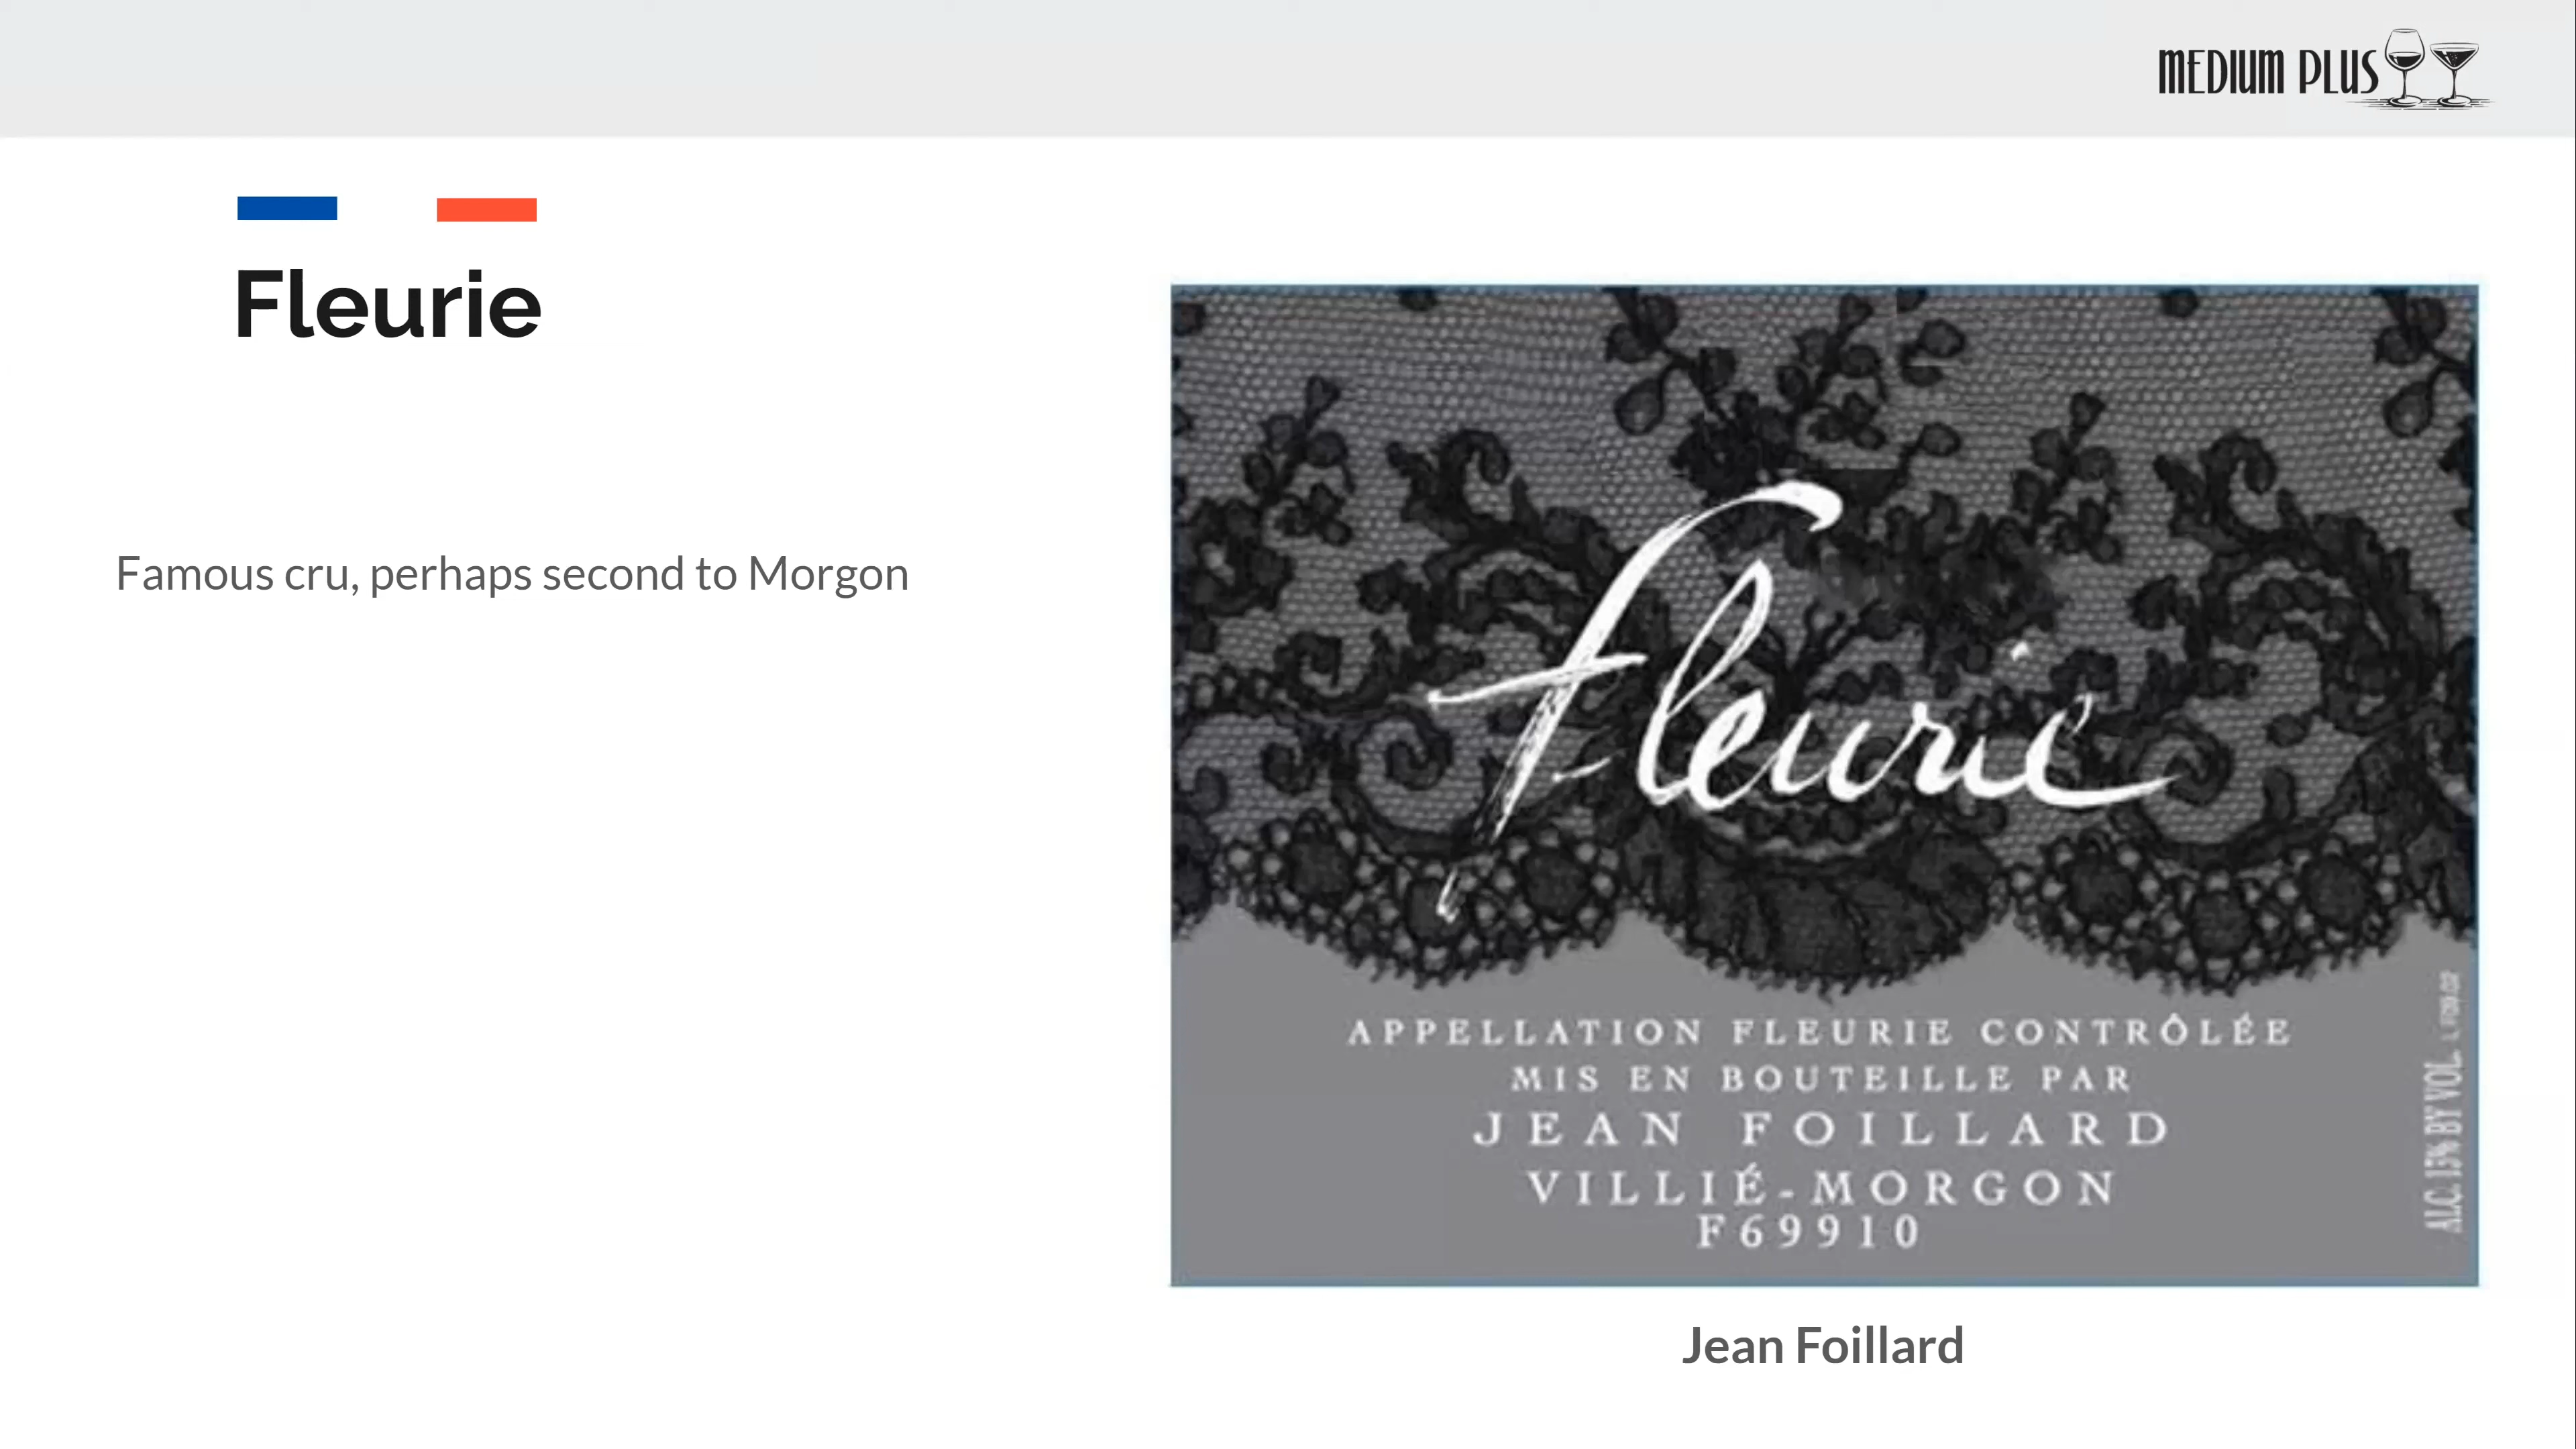 MEDIUM PLUS
Fleurie
Famous cru, perhaps second to Morgon
Fleurie
APPELLATION FLEURIE CONTRÔLÉE
MIS EN BOUTEILLE PAR
JEAN FOILLARD
VILLIÉ-MORGON
F69910
ALC. 13% BY VOL.
Jean Foillard